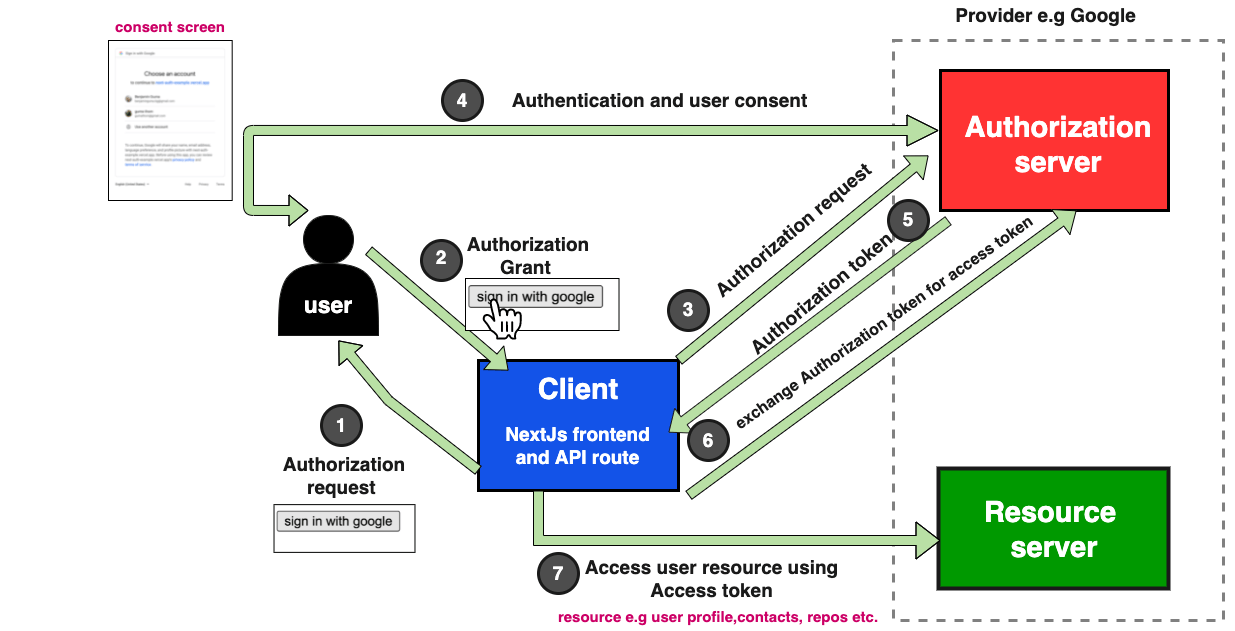 Provider e.g Google
consent screen
Sign in with Google
Choose an account
Use another account
4
Authentication and user consent
Authorization
server
user
2
Authorization
Grant
sign in with google
3
Authorization request
5
Authorization token
6
exchange Authorization token for access token
Client
NextJs frontend
and API route
1
Authorization
request
sign in with google
Resource
server
7
Access user resource using
Access token
resource e.g user profile,contacts, repos etc.